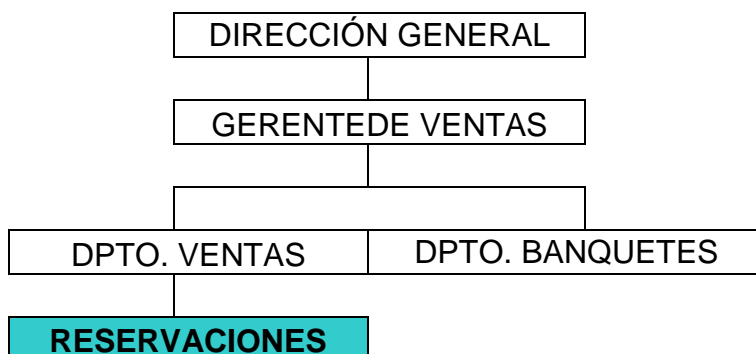 DIRECCIÓN GENERAL
GERENTEDE VENTAS
DPTO. VENTAS
DPTO. BANQUETES
RESERVACIONES